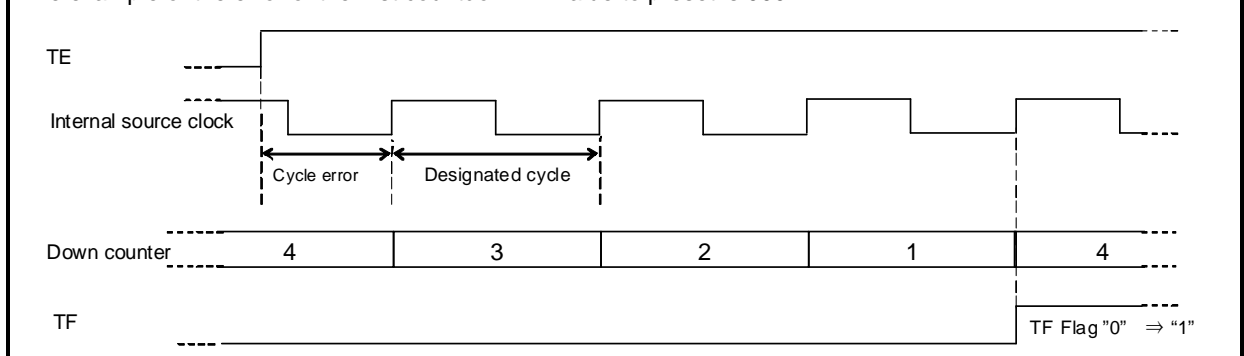 TE
Internal source clock
Cycle error
Designated cycle
Down counter
4
3
2
1
4
TF
TF Flag "0" ⇒ "1"